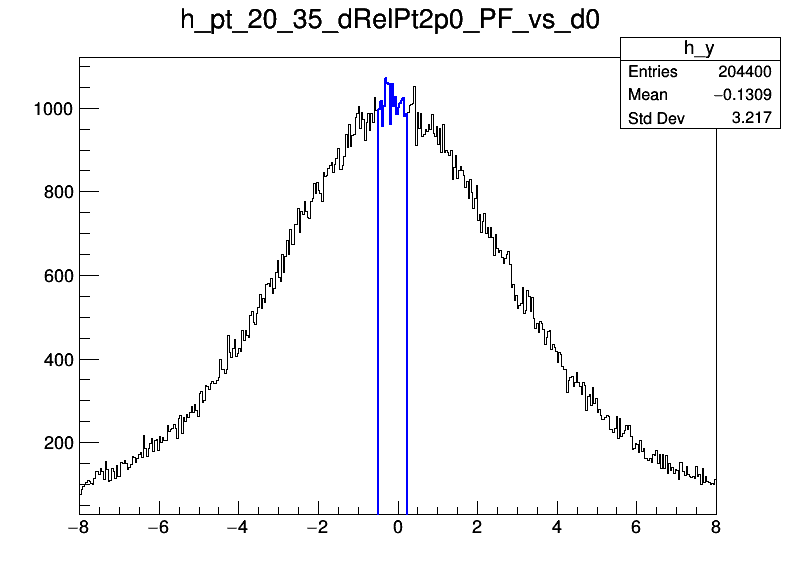 h_pt_20_35_dRelPt2p0_PF_vs_d0
h_y
Entries 204400
Mean −0.1309
Std Dev 3.217
1000
800
600
400
200
−8 −6 −4 −2 0 2 4 6 8